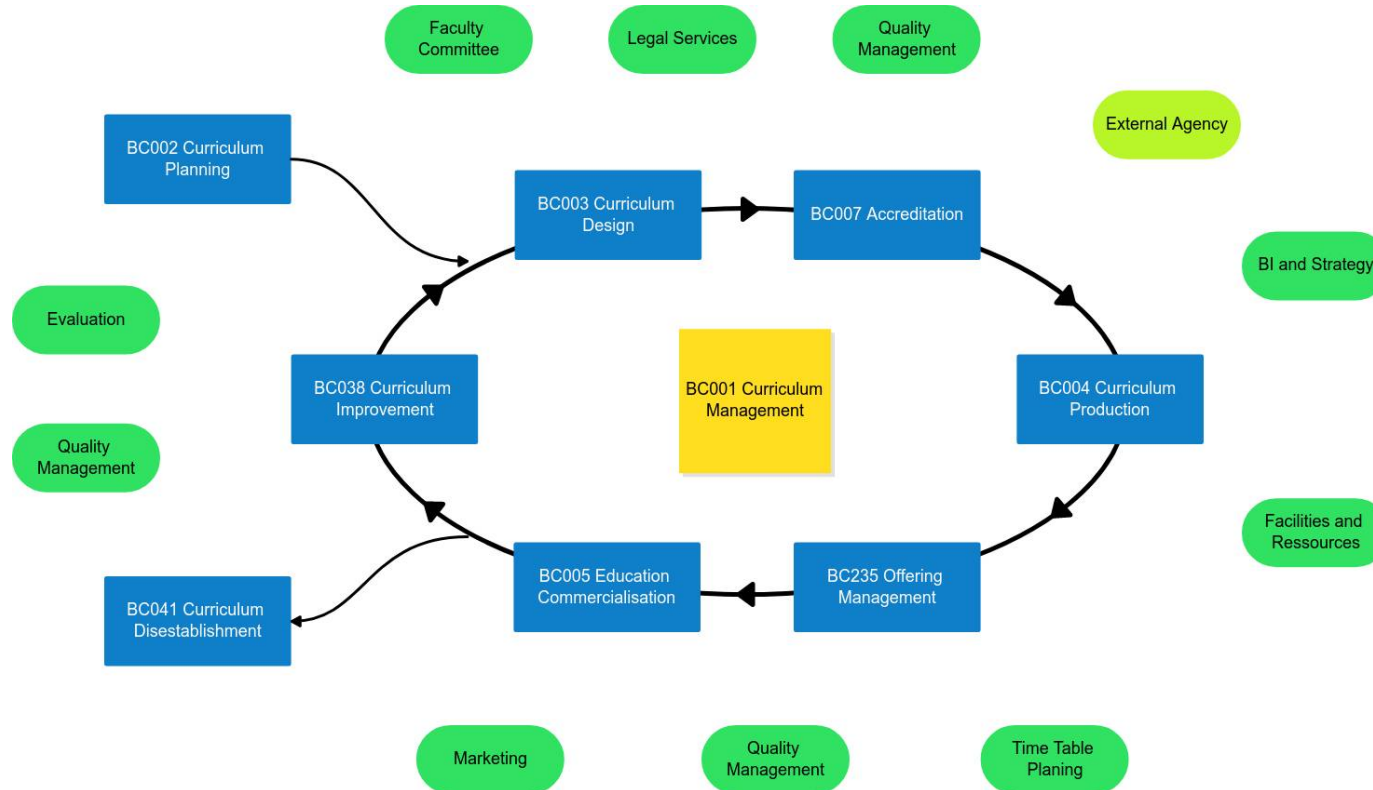 Faculty
Committee
Legal Services
Quality
Management
External Agency
BC002 Curriculum
Planning
BC003 Curriculum
Design
BC007 Accreditation
BI and Strategy
Evaluation
BC038 Curriculum
Improvement
BC001 Curriculum
Management
BC004 Curriculum
Production
Quality
Management
Facilities and
Ressources
BC041 Curriculum
Disestablishment
BC005 Education
Commercialisation
BC235 Offering
Management
Marketing
Quality
Management
Time Table
Planing